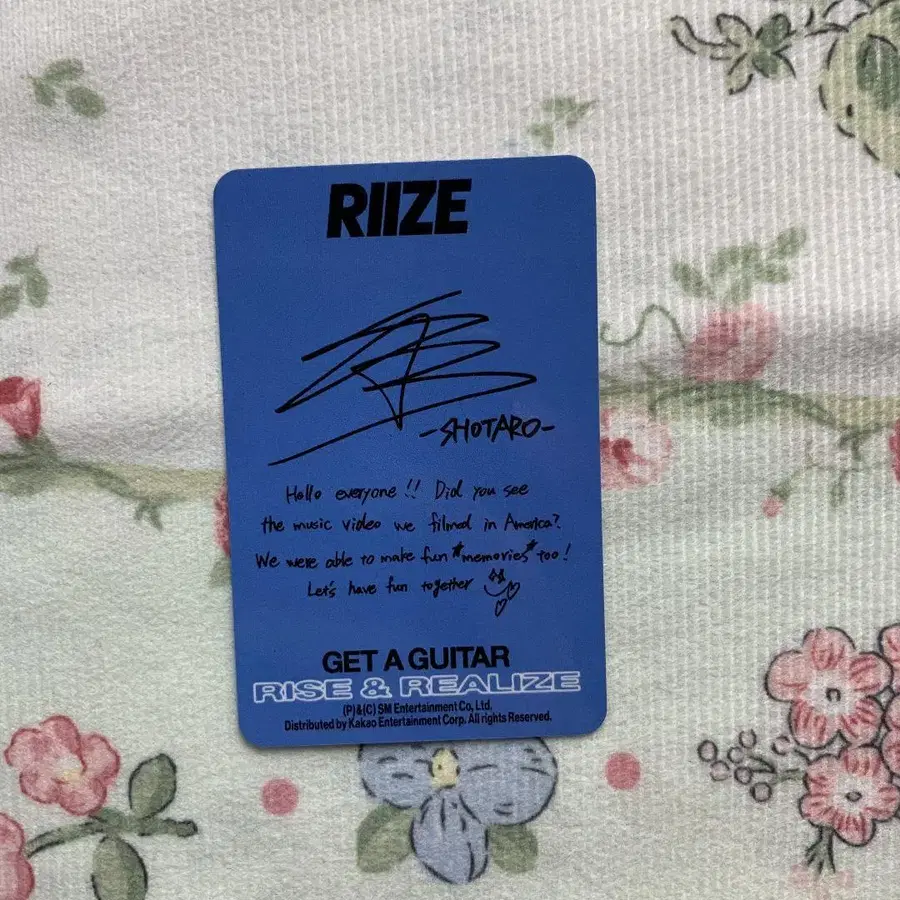 RIIZE
-SHOTARO-
Hello everyone!! Did you see
the music video we filmed in America?
We were able to make fun *memories* too!
Let's have fun together
GET A GUITAR
RISE & REALIZE
(P)&(C) SM Entertainment Co, Ltd.
Distributed by Kakao Entertainment Corp. All rights Reserved.